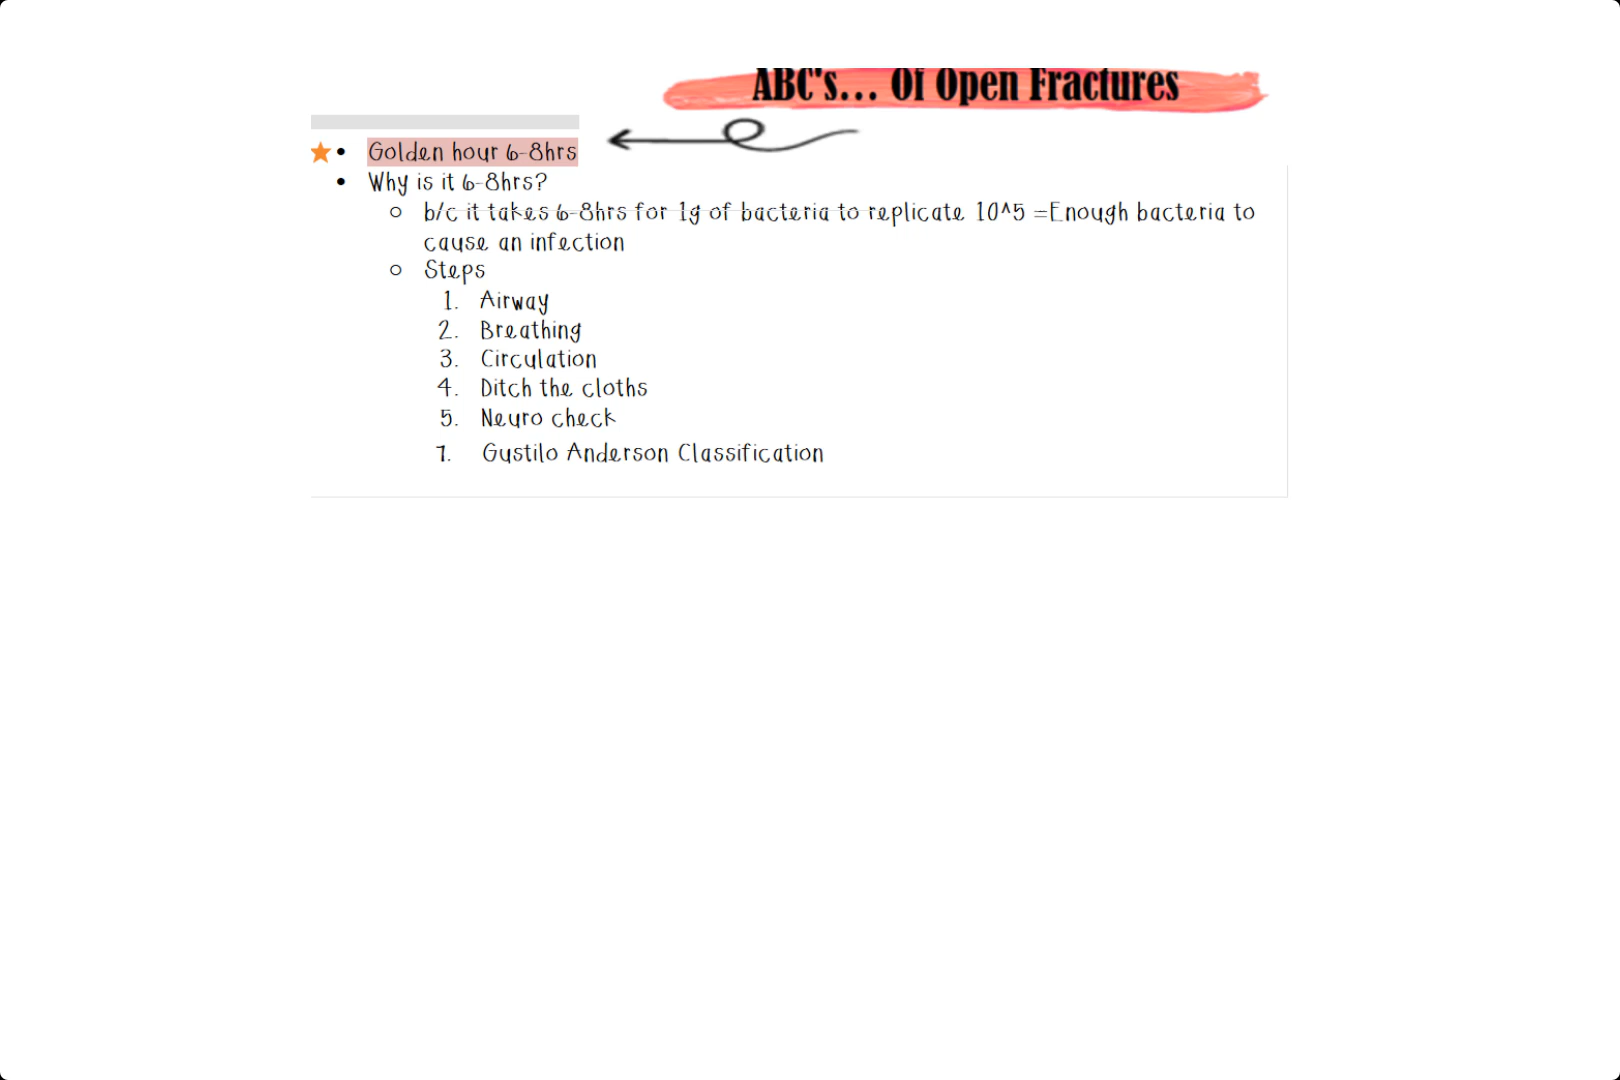 ABC's... Of Open Fractures
Golden hour 6-8hrs
Why is it 6-8hrs?
b/c it takes 6-8hrs for 1g of bacteria to replicate 10^5 =Enough bacteria to
cause an infection
Steps
1. Airway
2. Breathing
3. Circulation
4. Ditch the cloths
5. Neuro check
7. Gustilo Anderson Classification